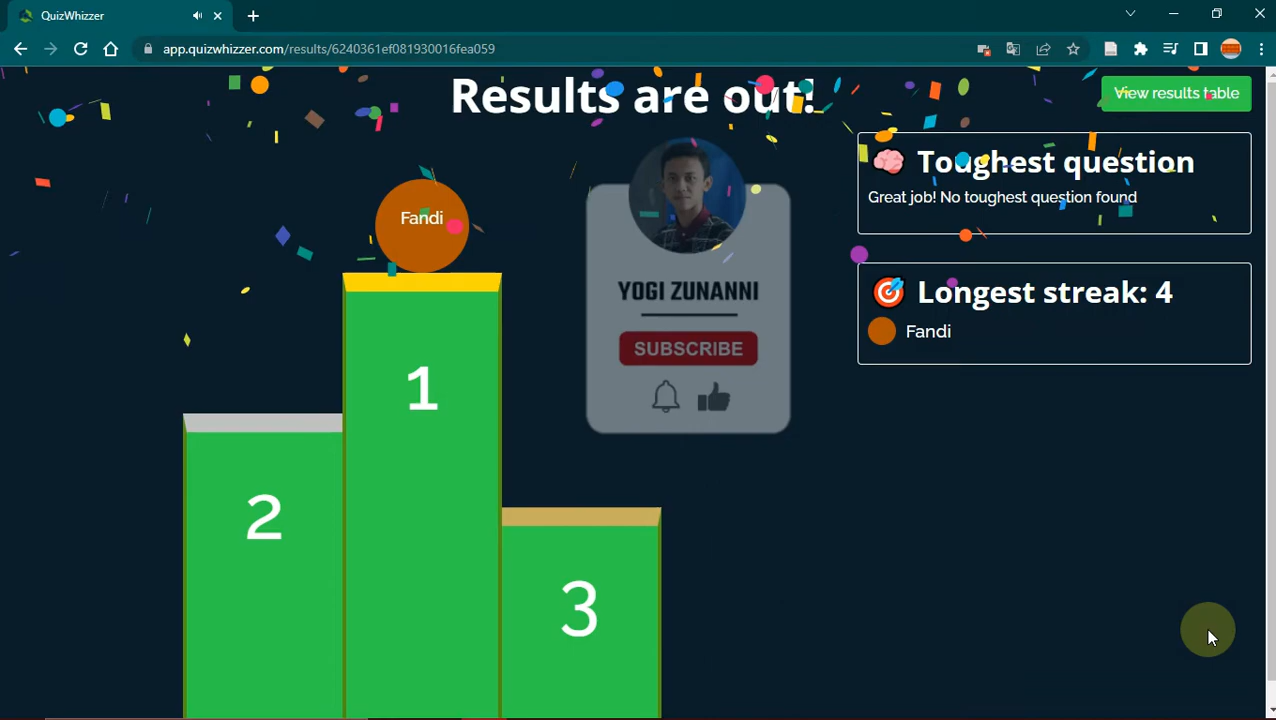 QuizWhizzer
app.quizwhizzer.com/results/6240361ef081930016fea059
Results are out!
View results table
🧠 Toughest question
Great job! No toughest question found
🎯 Longest streak: 4
Fandi
Fandi
YOGI ZUNANNI
SUBSCRIBE
1
2
3